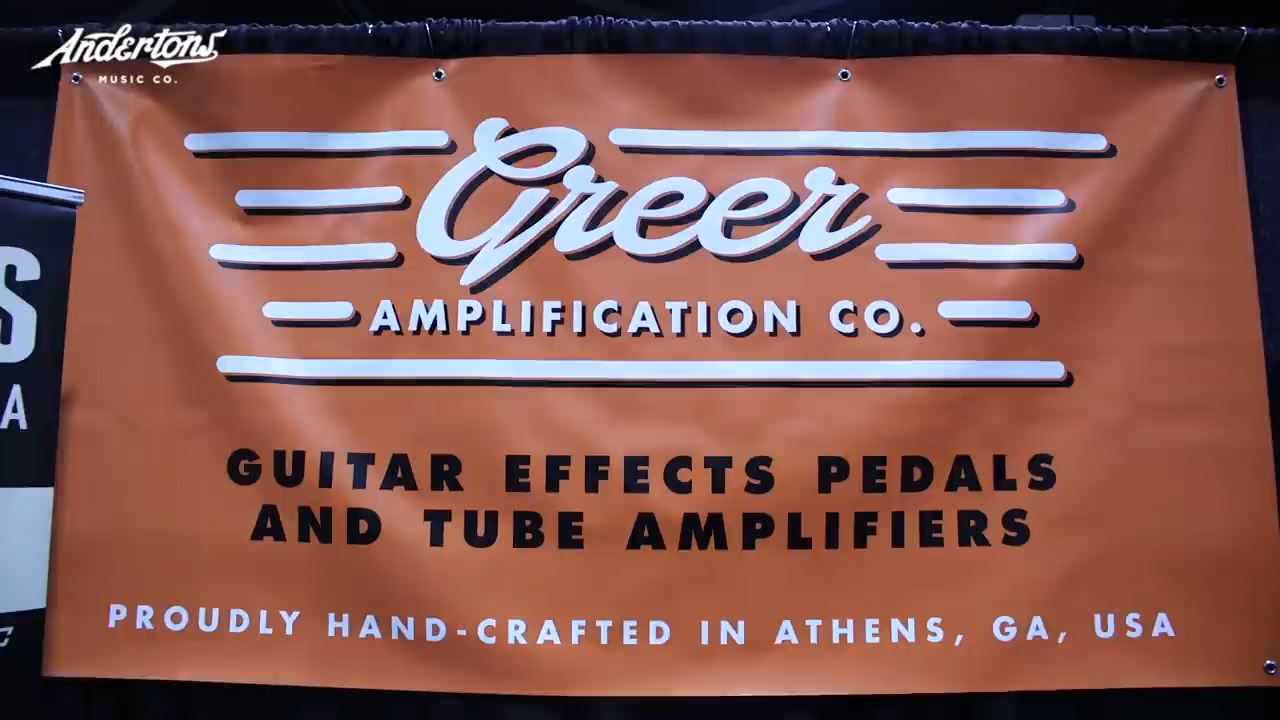 Andertons
MUSIC CO.
Greer
AMPLIFICATION CO.
GUITAR EFFECTS PEDALS
AND TUBE AMPLIFIERS
PROUDLY HAND-CRAFTED IN ATHENS, GA, USA
S
A